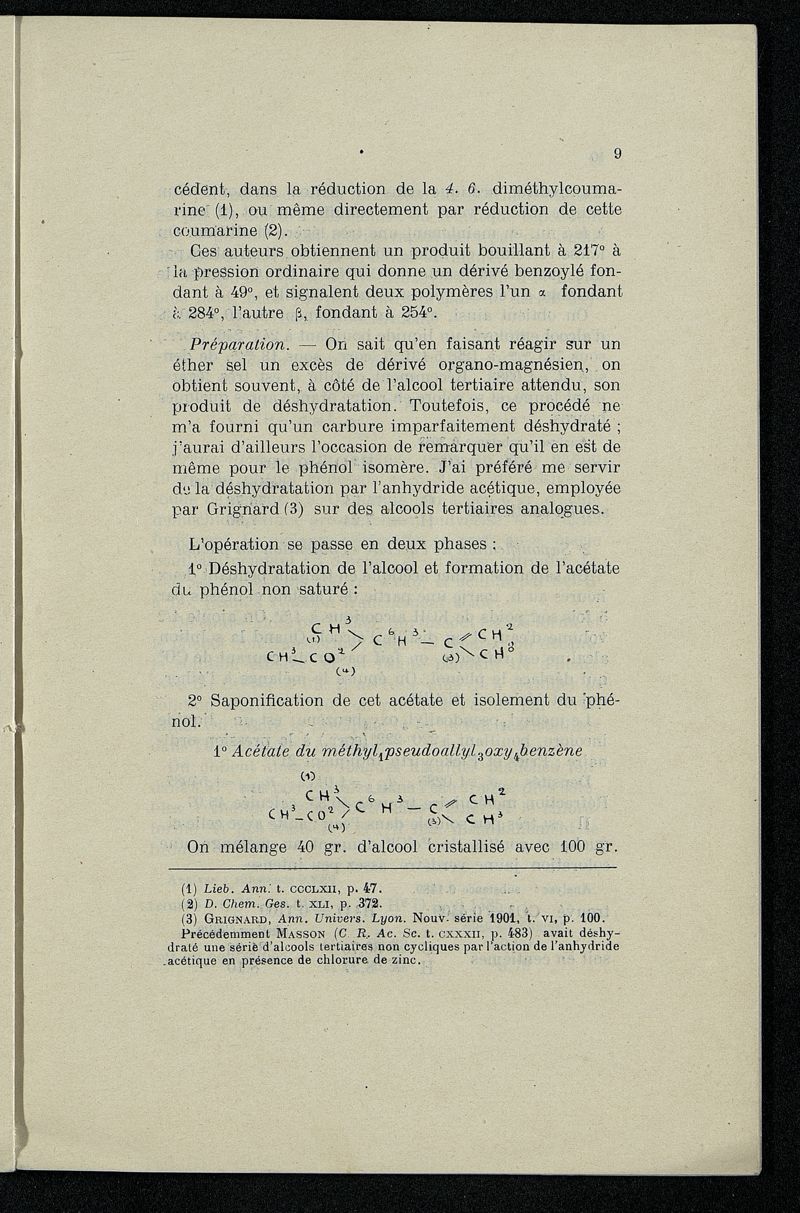 9
cédent, dans la réduction de la 4. 6. diméthylcouma-
rine (1), ou même directement par réduction de cette
coumarine (2).
Ces auteurs obtiennent un produit bouillant à 217° à
la pression ordinaire qui donne un dérivé benzoylé fon-
dant à 49°, et signalent deux polymères l'un α fondant
à 284°, l'autre β, fondant à 254°.
Préparation. — On sait qu'en faisant réagir sur un
éther sel un excès de dérivé organo-magnésien, on
obtient souvent, à côté de l'alcool tertiaire attendu, son
produit de déshydratation. Toutefois, ce procédé ne
m'a fourni qu'un carbure imparfaitement déshydraté ;
j'aurai d'ailleurs l'occasion de remarquer qu'il en est de
même pour le phénol isomère. J'ai préféré me servir
de la déshydratation par l'anhydride acétique, employée
par Grignard (3) sur des alcools tertiaires analogues.
L'opération se passe en deux phases :
1° Déshydratation de l'alcool et formation de l'acétate
du phénol non saturé :
CH³
(1) > C⁶H³ — C ⫽ CH²
CH³—CO² (3) \ CH³
(4)
2° Saponification de cet acétate et isolement du phé-
nol.
1° Acétate du méthyl₁pseudoallyl₃oxy₄benzène
(1)
CH³ \ C⁶H³ — C ⫽ CH²
CH³—CO² / (3) \ CH³
(4)
On mélange 40 gr. d'alcool cristallisé avec 100 gr.
(1) Lieb. Ann. t. CCCLXII, p. 47.
(2) D. Chem. Ges. t. XLI, p. 372.
(3) GRIGNARD, Ann. Univers. Lyon. Nouv. série 1901, t. VI, p. 100.
Précédemment MASSON (C. R. Ac. Sc. t. CXXXII, p. 483) avait déshy-
draté une série d'alcools tertiaires non cycliques par l'action de l'anhydride
acétique en présence de chlorure de zinc.